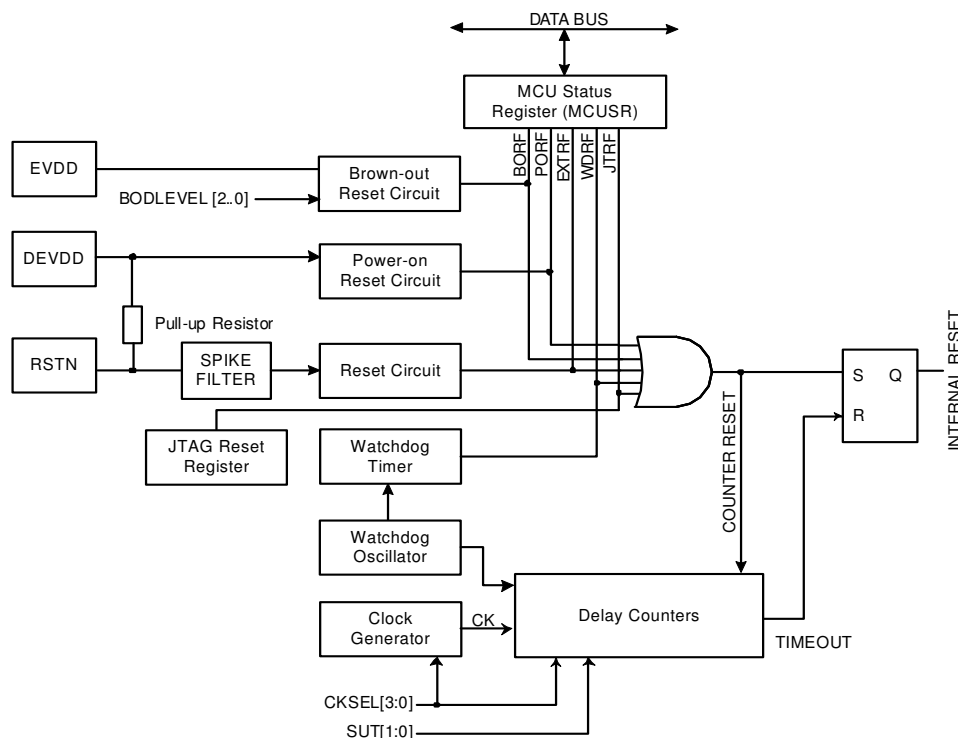 DATA BUS
MCU Status
Register (MCUSR)
BORF
PORF
EXTRF
WDRF
JTRF
EVDD
BODLEVEL [2..0]
Brown-out
Reset Circuit
DEVDD
Power-on
Reset Circuit
Pull-up Resistor
RSTN
SPIKE
FILTER
Reset Circuit
JTAG Reset
Register
Watchdog
Timer
Watchdog
Oscillator
Clock
Generator
CK
CKSEL[3:0]
SUT[1:0]
Delay Counters
COUNTER RESET
TIMEOUT
S Q
R
INTERNAL RESET